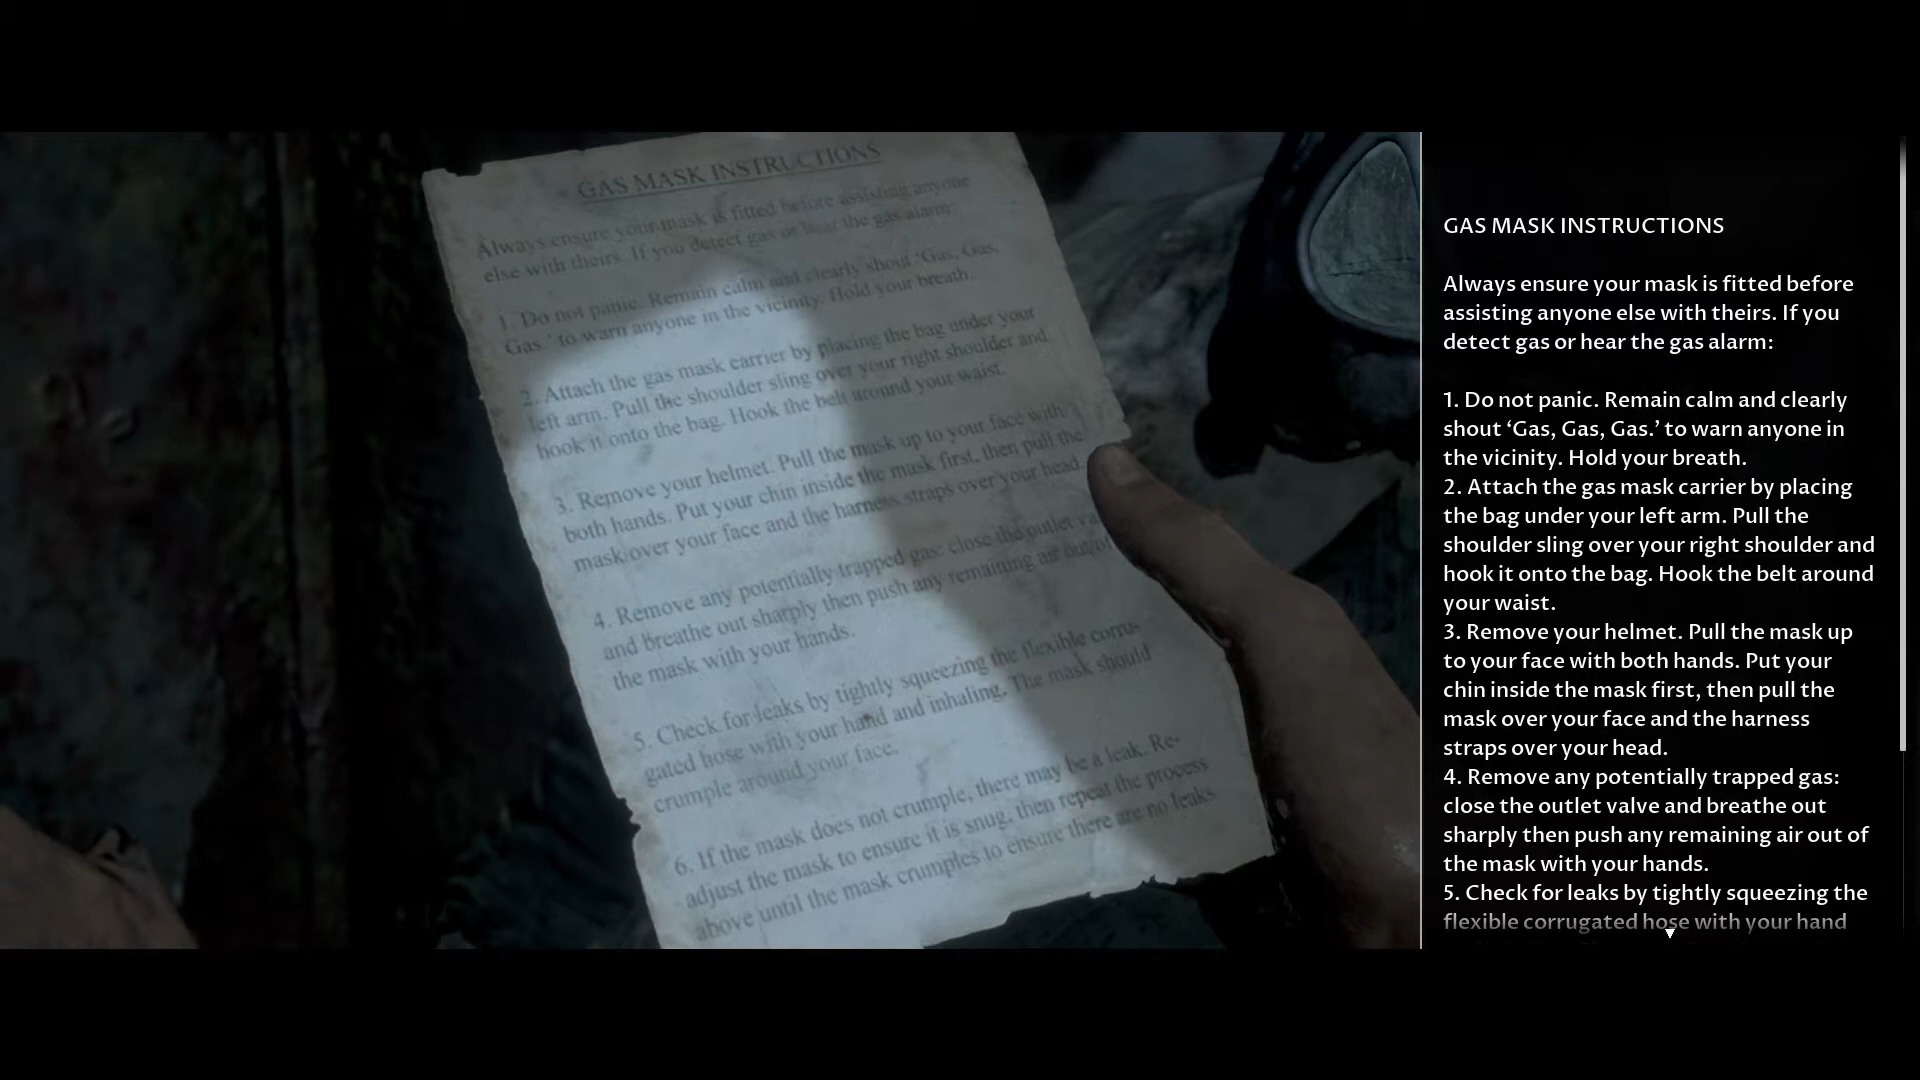 GAS MASK INSTRUCTIONS
Always ensure your mask is fitted before assisting anyone
else with theirs. If you detect gas or hear the gas alarm:
1. Do not panic. Remain calm and clearly shout ‘Gas, Gas,
Gas.’ to warn anyone in the vicinity. Hold your breath.
2. Attach the gas mask carrier by placing the bag under your
left arm. Pull the shoulder sling over your right shoulder and
hook it onto the bag. Hook the belt around your waist.
3. Remove your helmet. Pull the mask up to your face with
both hands. Put your chin inside the mask first, then pull the
mask over your face and the harness straps over your head.
4. Remove any potentially trapped gas: close the outlet va
and breathe out sharply then push any remaining air out of
the mask with your hands.
5. Check for leaks by tightly squeezing the flexible corru-
gated hose with your hand and inhaling. The mask should
crumple around your face.
6. If the mask does not crumple, there may be a leak. Re-
adjust the mask to ensure it is snug, then repeat the process
above until the mask crumples to ensure there are no leaks
GAS MASK INSTRUCTIONS
Always ensure your mask is fitted before
assisting anyone else with theirs. If you
detect gas or hear the gas alarm:
1. Do not panic. Remain calm and clearly
shout ‘Gas, Gas, Gas.’ to warn anyone in
the vicinity. Hold your breath.
2. Attach the gas mask carrier by placing
the bag under your left arm. Pull the
shoulder sling over your right shoulder and
hook it onto the bag. Hook the belt around
your waist.
3. Remove your helmet. Pull the mask up
to your face with both hands. Put your
chin inside the mask first, then pull the
mask over your face and the harness
straps over your head.
4. Remove any potentially trapped gas:
close the outlet valve and breathe out
sharply then push any remaining air out of
the mask with your hands.
5. Check for leaks by tightly squeezing the
flexible corrugated hose with your hand